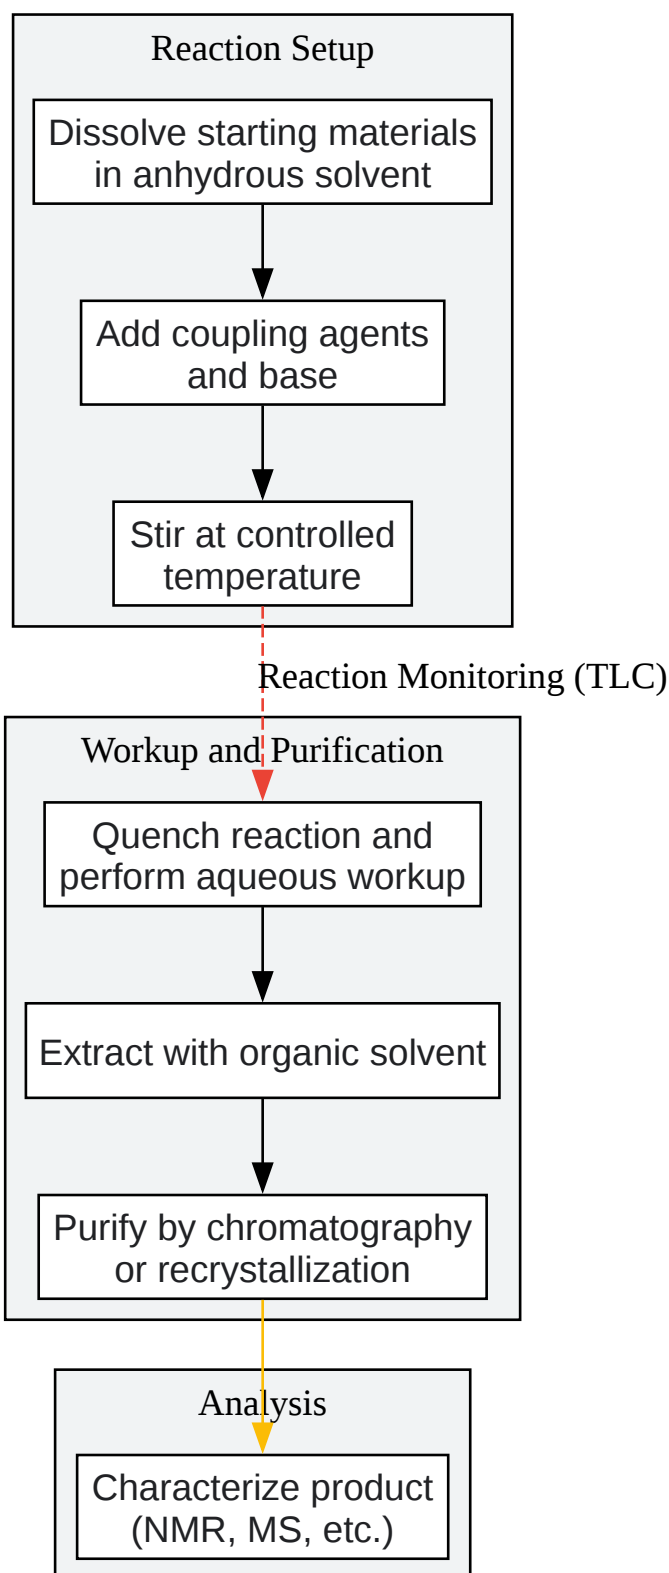 Reaction Setup
Dissolve starting materials
in anhydrous solvent
Add coupling agents
and base
Stir at controlled
temperature
Reaction Monitoring (TLC)
Workup and Purification
Quench reaction and
perform aqueous workup
Extract with organic solvent
Purify by chromatography
or recrystallization
Analysis
Characterize product
(NMR, MS, etc.)